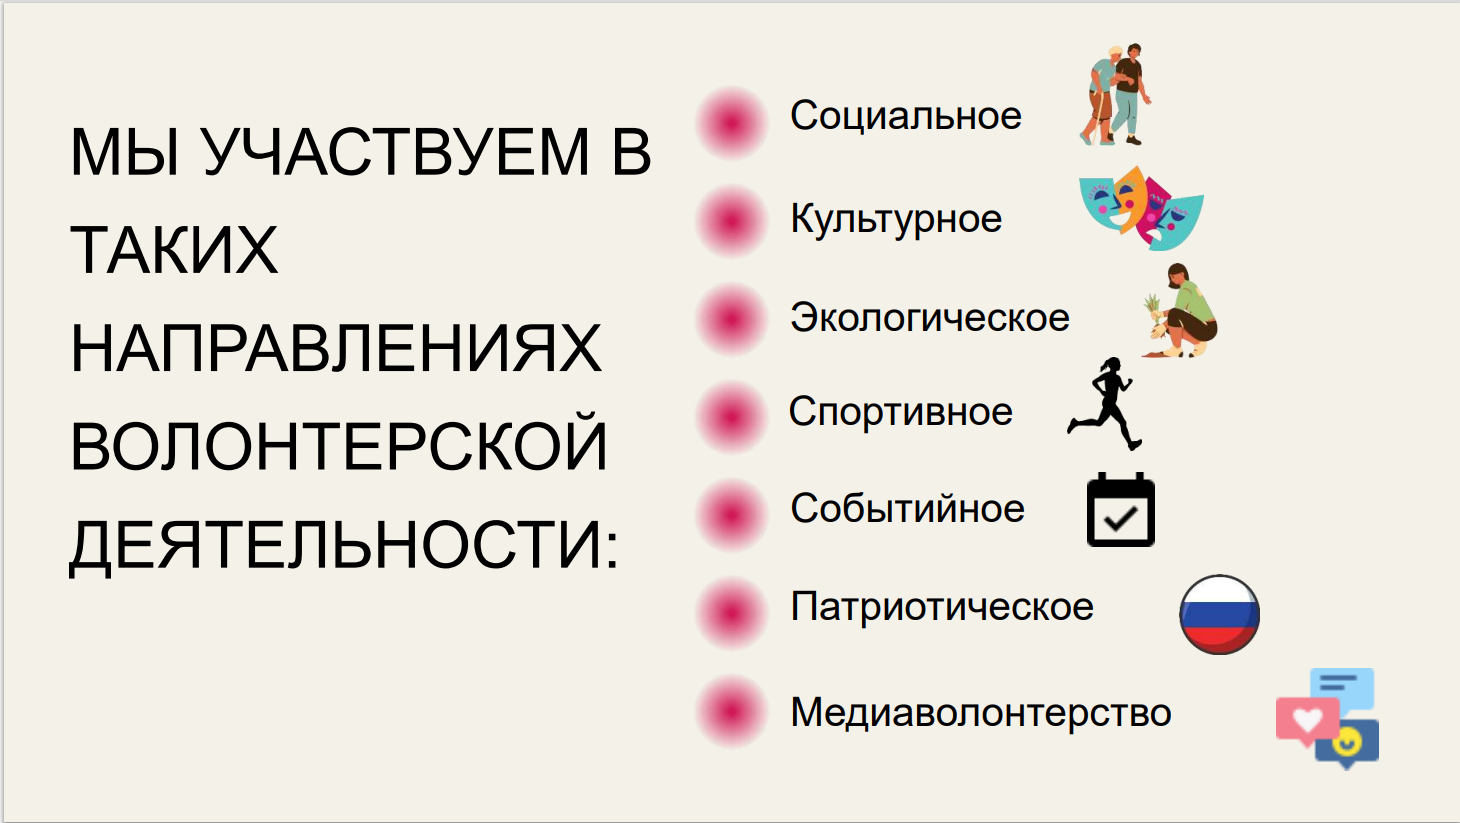 МЫ УЧАСТВУЕМ В
ТАКИХ
НАПРАВЛЕНИЯХ
ВОЛОНТЕРСКОЙ
ДЕЯТЕЛЬНОСТИ:
Социальное
Культурное
Экологическое
Спортивное
Событийное
Патриотическое
Медиаволонтерство